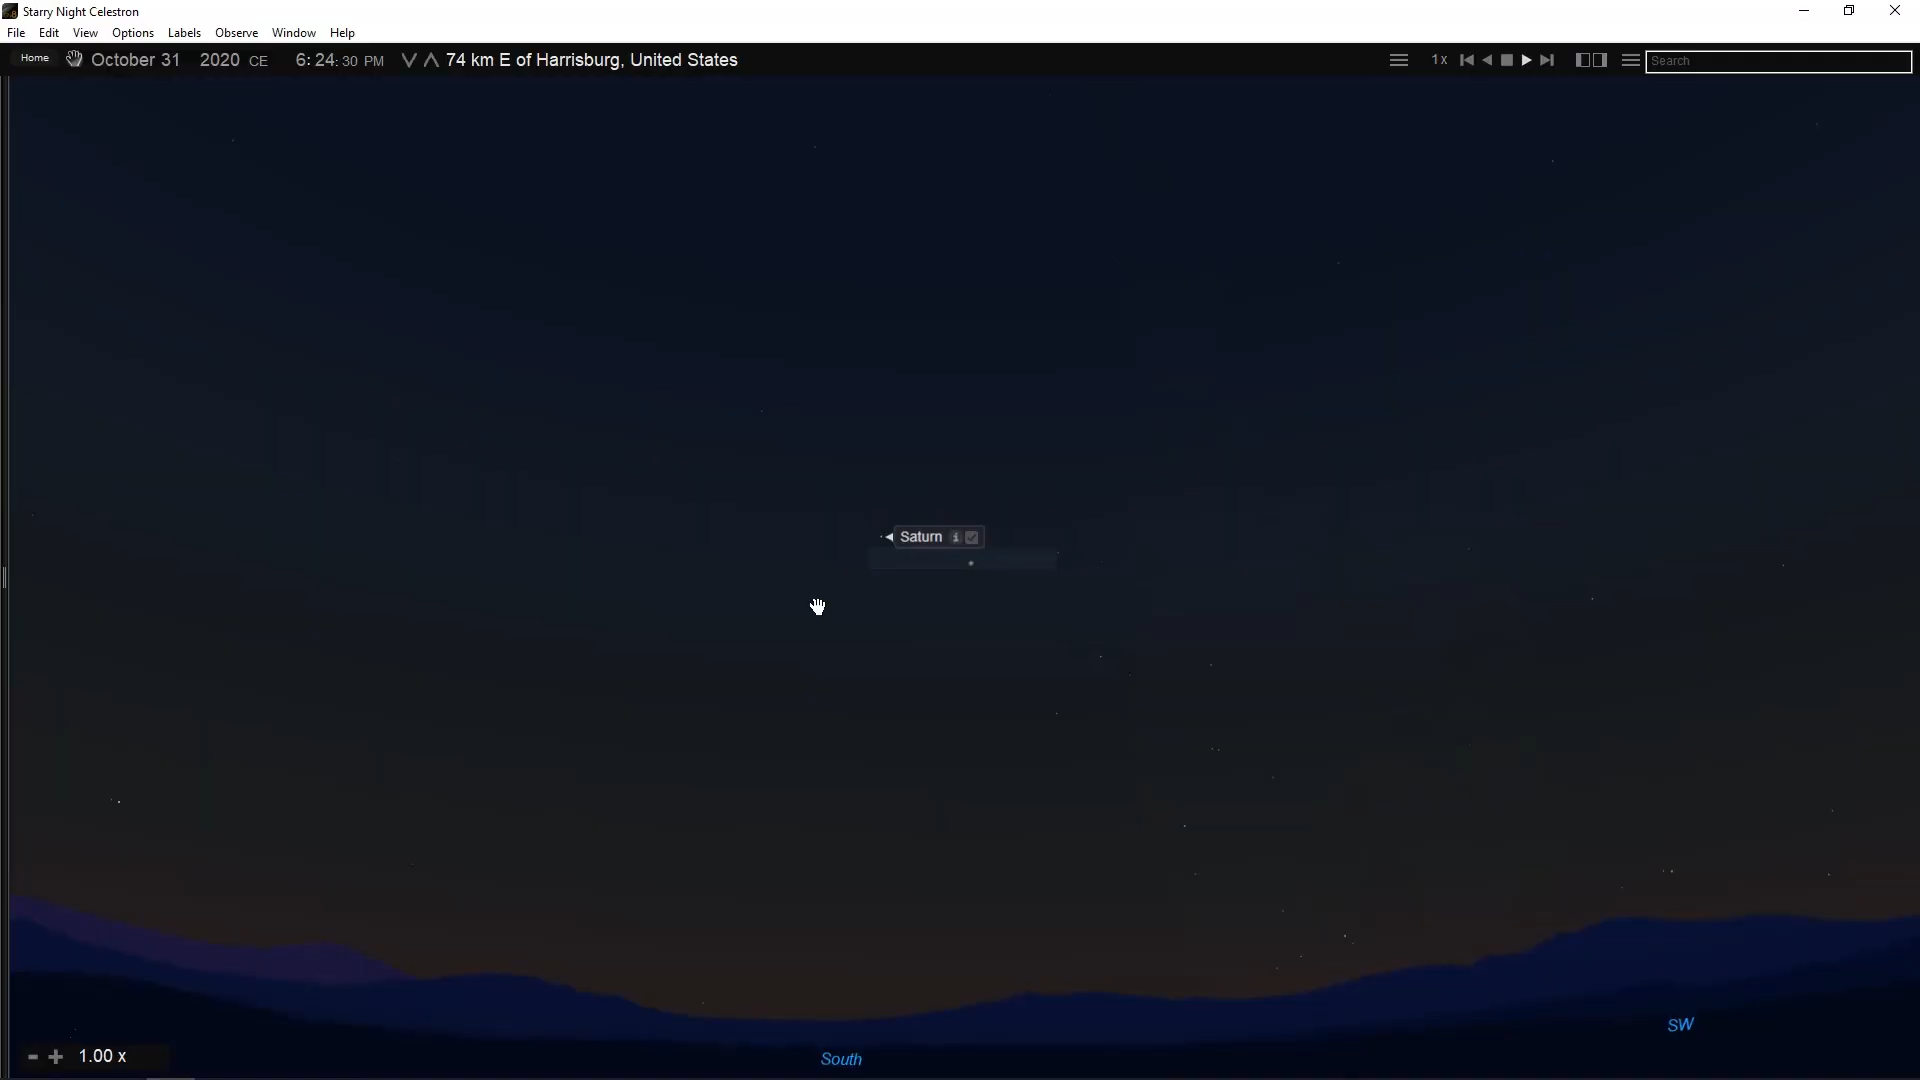 Starry Night Celestron
File Edit View Options Labels Observe Window Help
Home October 31 2020 CE 6:24:30 PM 74 km E of Harrisburg, United States 1x Search
Saturn i
SW
- + 1.00 x
South